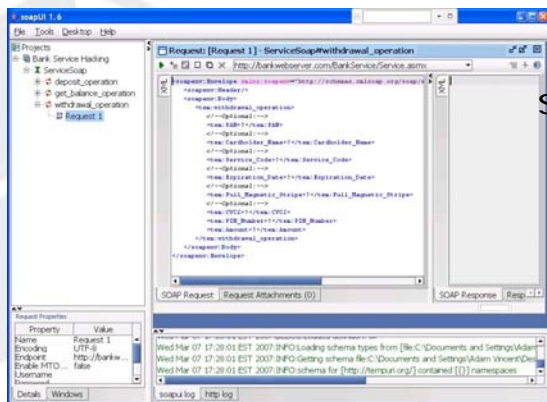 soapUI 1.6
File Tools Desktop Help
Projects
Bank Service Hacking
ServiceSoap
deposit_operation
get_balance_operation
withdrawal_operation
Request 1
Request: [Request 1] - ServiceSoap#withdrawal_operation
http://bankwebserver.com/BankService/Service.asmx
<soapenv:Envelope xmlns:soapenv="http://schemas.xmlsoap.org/soap/e
<soapenv:Header/>
<soapenv:Body>
<tem:withdrawal_operation>
<!--Optional:-->
<tem:PAN>?</tem:PAN>
<!--Optional:-->
<tem:Cardholder_Name>?</tem:Cardholder_Name>
<!--Optional:-->
<tem:Service_Code>?</tem:Service_Code>
<!--Optional:-->
<tem:Expiration_Date>?</tem:Expiration_Date>
<!--Optional:-->
<tem:Full_Magnetic_Stripe>?</tem:Full_Magnetic_Stripe>
<!--Optional:-->
<tem:CVC2>?</tem:CVC2>
<tem:PIN_Number>?</tem:PIN_Number>
<tem:Amount>?</tem:Amount>
</tem:withdrawal_operation>
</soapenv:Body>
</soapenv:Envelope>
S
SOAP Request Request Attachments (0)
SOAP Response Resp
Request Properties
Property Value
Name Request 1
Encoding UTF-8
Endpoint http://bankw...
Enable MTO... false
Username
Password
Details Windows
Wed Mar 07 17:28:01 EST 2007:INFO:Loading schema types from [file:C:\Documents and Settings\Adam
Wed Mar 07 17:28:01 EST 2007:INFO:Getting schema file:C:\Documents and Settings\Adam Vincent\Des
Wed Mar 07 17:28:01 EST 2007:INFO:schema for [http://tempuri.org/] contained [{}] namespaces
soapui log http log